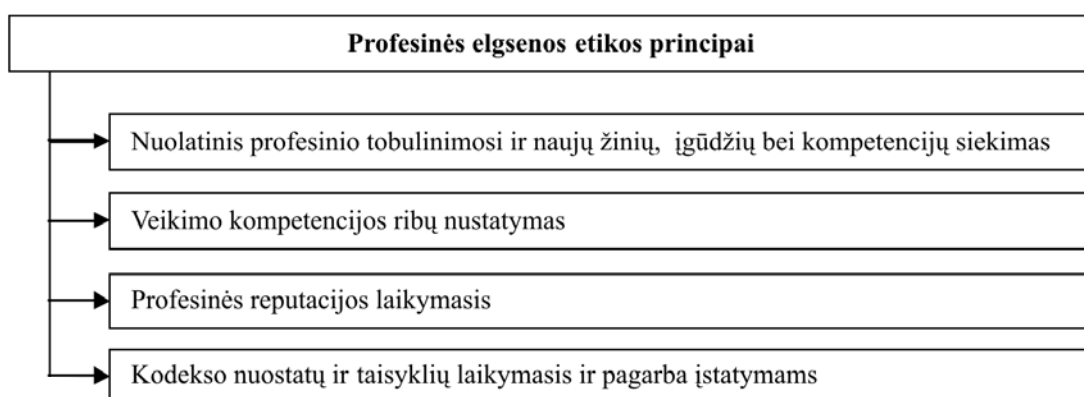 Profesinės elgsenos etikos principai
Nuolatinis profesinio tobulinimosi ir naujų žinių, įgūdžių bei kompetencijų siekimas
Veikimo kompetencijos ribų nustatymas
Profesinės reputacijos laikymasis
Kodekso nuostatų ir taisyklių laikymasis ir pagarba įstatymams